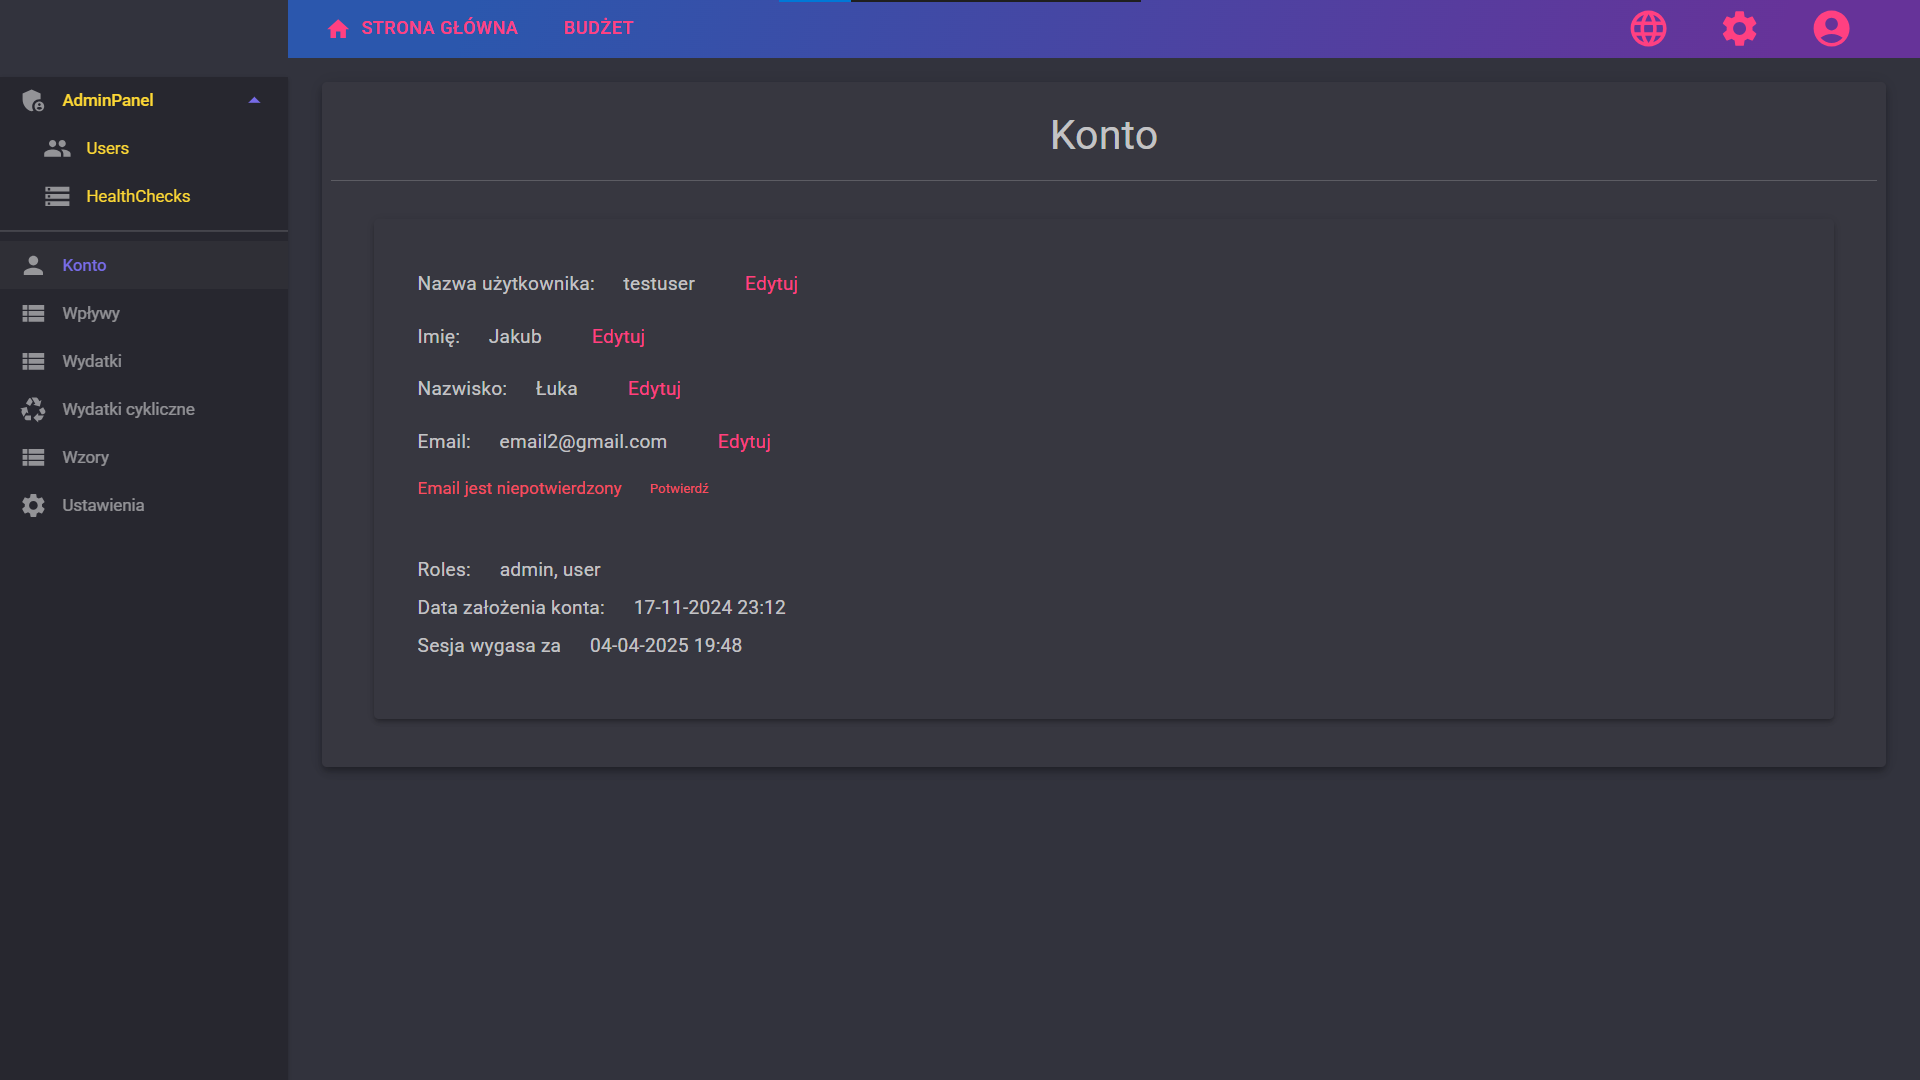 STRONA GŁÓWNA BUDŻET
AdminPanel
Users
HealthChecks
Konto
Wpływy
Wydatki
Wydatki cykliczne
Wzory
Ustawienia
Konto
Nazwa użytkownika: testuser Edytuj
Imię: Jakub Edytuj
Nazwisko: Łuka Edytuj
Email: email2@gmail.com Edytuj
Email jest niepotwierdzony Potwierdź
Roles: admin, user
Data założenia konta: 17-11-2024 23:12
Sesja wygasa za 04-04-2025 19:48